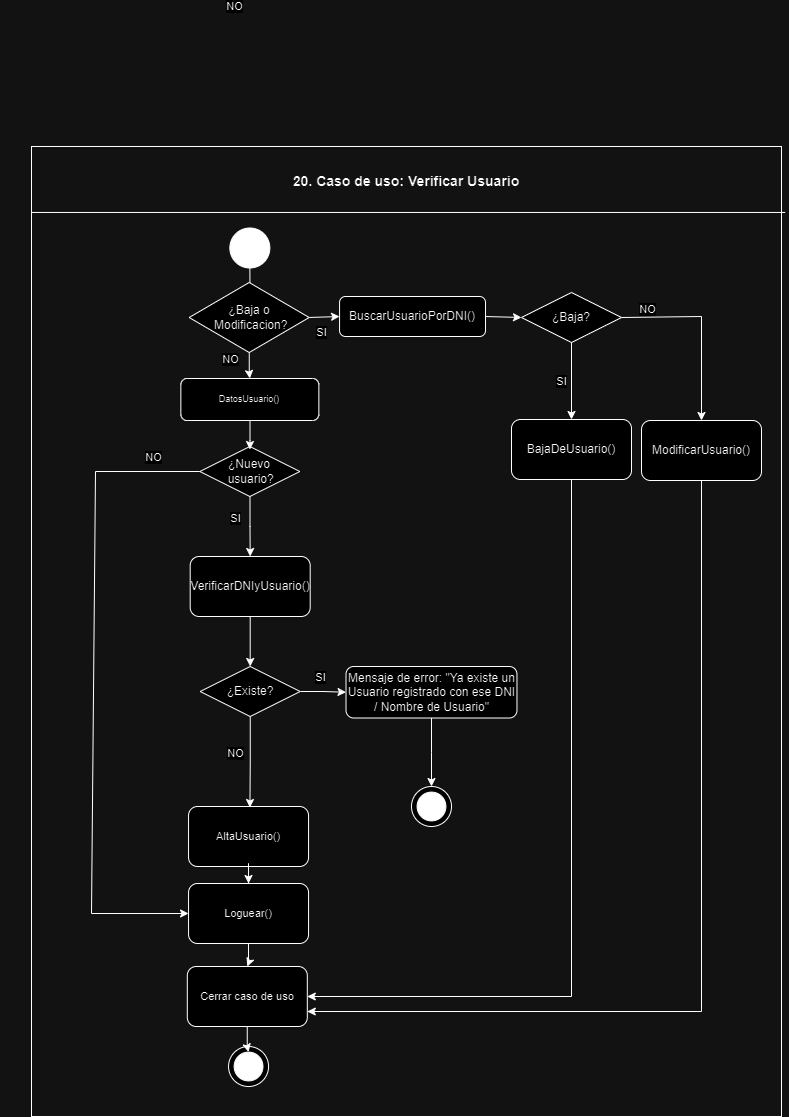 NO
20. Caso de uso: Verificar Usuario
¿Baja o
Modificacion?
SI
BuscarUsuarioPorDNI()
¿Baja?
NO
NO
SI
DatosUsuario()
BajaDeUsuario()
ModificarUsuario()
NO
¿Nuevo
usuario?
SI
VerificarDNIyUsuario()
¿Existe?
SI
Mensaje de error: "Ya existe un
Usuario registrado con ese DNI
/ Nombre de Usuario"
NO
AltaUsuario()
Loguear()
Cerrar caso de uso